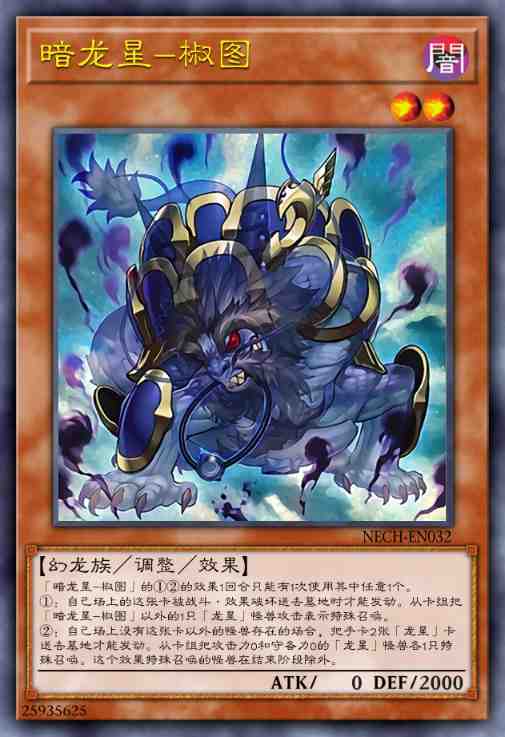 暗龙星-椒图
闇
NECH-EN032
【幻龙族／调整／效果】
「暗龙星-椒图」的①②的效果1回合只能有1次使用其中任意1个。
①：自己场上的这张卡被战斗·效果破坏送去墓地时才能发动。从卡组把
「暗龙星-椒图」以外的1只「龙星」怪兽攻击表示特殊召唤。
②：自己场上没有这张卡以外的怪兽存在的场合，把手卡2张「龙星」卡
送去墓地才能发动。从卡组把攻击力0和守备力0的「龙星」怪兽各1只特
殊召唤。这个效果特殊召唤的怪兽在结束阶段除外。
ATK/ 0 DEF/2000
25935625